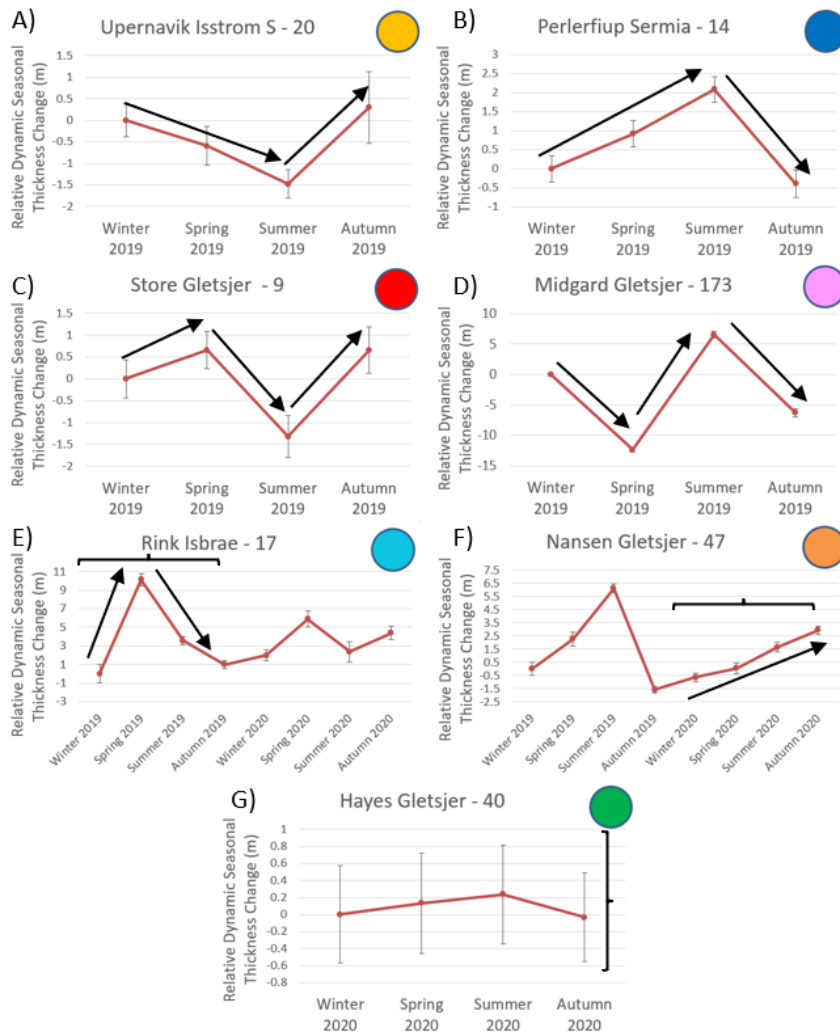 A)
Upernavik Isstrom S - 20
Relative Dynamic Seasonal
Thickness Change (m)
1.5
1
0.5
0
-0.5
-1
-1.5
-2
Winter
2019
Spring
2019
Summer
2019
Autumn
2019
B)
Perlerfiup Sermia - 14
Relative Dynamic Seasonal
Thickness Change (m)
3
2.5
2
1.5
1
0.5
0
-0.5
-1
Winter
2019
Spring
2019
Summer
2019
Autumn
2019
C)
Store Gletsjer - 9
Relative Dynamic Seasonal
Thickness Change (m)
1.5
1
0.5
0
-0.5
-1
-1.5
-2
Winter
2019
Spring
2019
Summer
2019
Autumn
2019
D)
Midgard Gletsjer - 173
Relative Dynamic Seasonal
Thickness Change (m)
10
5
0
-5
-10
-15
Winter
2019
Spring
2019
Summer
2019
Autumn
2019
E)
Rink Isbrae - 17
Relative Dynamic Seasonal
Thickness Change (m)
11
9
7
5
3
1
-1
-3
Winter 2019
Spring 2019
Summer 2019
Autumn 2019
Winter 2020
Spring 2020
Summer 2020
Autumn 2020
F)
Nansen Gletsjer - 47
Relative Dynamic Seasonal
Thickness Change (m)
7.5
6.5
5.5
4.5
3.5
2.5
1.5
0.5
-0.5
-1.5
-2.5
Winter 2019
Spring 2019
Summer 2019
Autumn 2019
Winter 2020
Spring 2020
Summer 2020
Autumn 2020
G)
Hayes Gletsjer - 40
Relative Dynamic Seasonal
Thickness Change (m)
1
0.8
0.6
0.4
0.2
0
-0.2
-0.4
-0.6
-0.8
Winter
2020
Spring
2020
Summer
2020
Autumn
2020